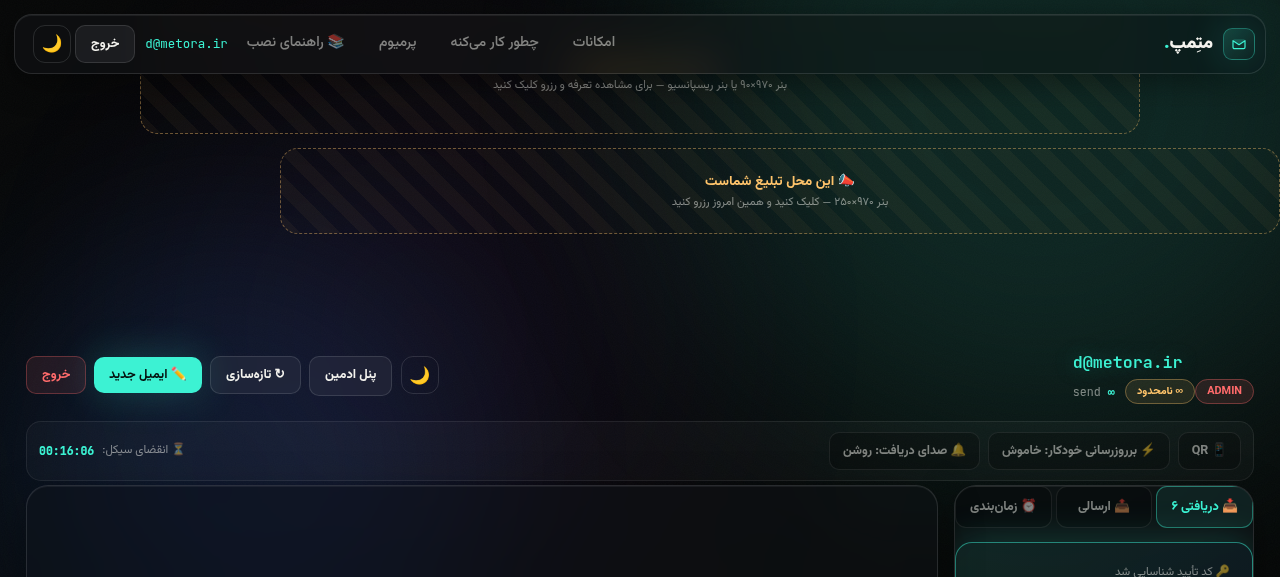 متِمپ.
امکانات
چطور کار می‌کنه
پرمیوم
📚 راهنمای نصب
d@metora.ir
خروج
🌙
بنر ۹۷۰×۹۰ یا بنر ریسپانسیو — برای مشاهده تعرفه و رزرو کلیک کنید
📣 این محل تبلیغ شماست
بنر ۹۷۰×۲۵۰ — کلیک کنید و همین امروز رزرو کنید
d@metora.ir
ADMIN
∞ نامحدود
send ∞
🌙
پنل ادمین
↻ تازه‌سازی
✏️ ایمیل جدید
خروج
📱 QR
⚡ برروزرسانی خودکار: خاموش
🔔 صدای دریافت: روشن
⏳ انقضای سیکل: 00:16:06
📥 دریافتی ۶
📤 ارسالی
⏰ زمان‌بندی
🔑 کد تأیید شناسایی شد